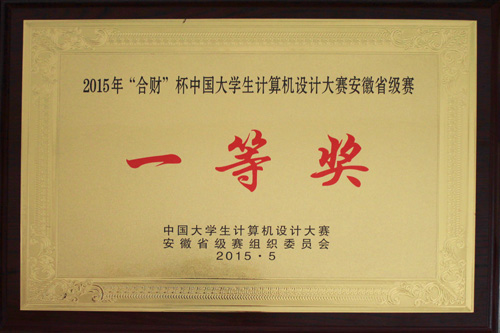 2015年“合财”杯中国大学生计算机设计大赛安徽省级赛
一等奖
中国大学生计算机设计大赛
安徽省级赛组织委员会
2015·5